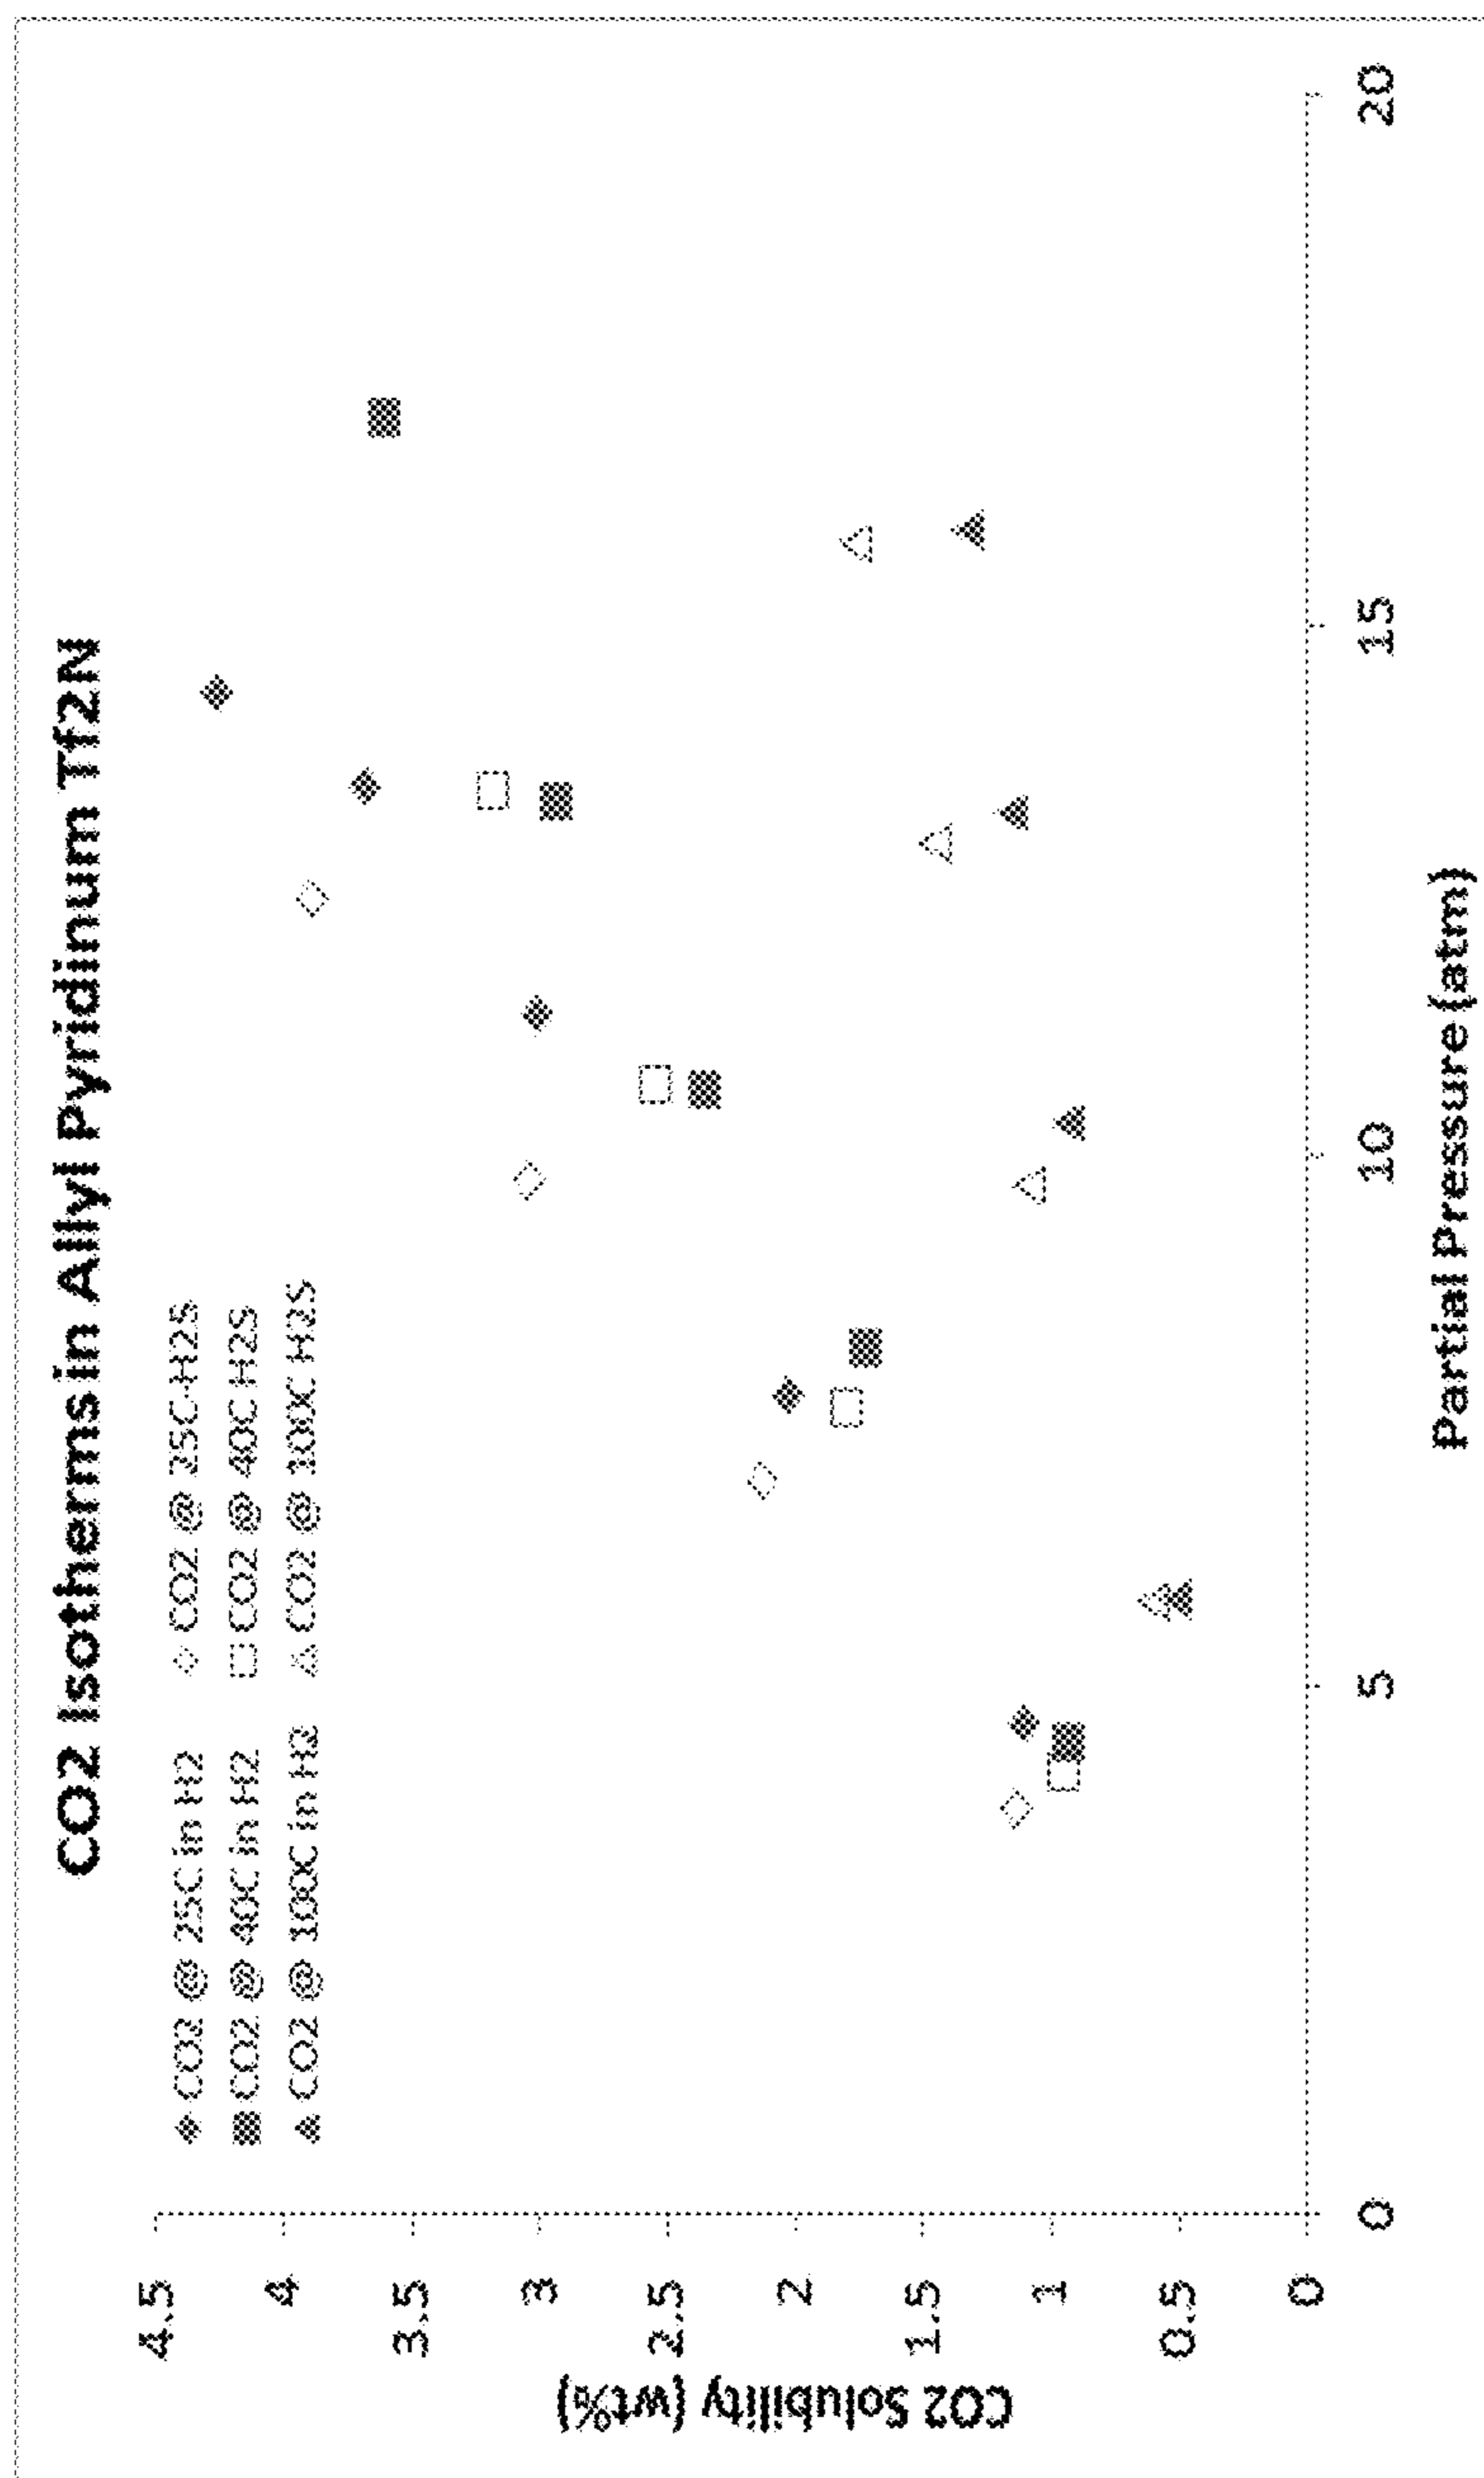 CO2 Isotherms in Allyl Pyridinum Tf2N
CO2 @ 25C in H2
CO2 @ 25C-H2S
CO2 @ 40C in H2
CO2 @ 40C H2S
CO2 @ 100C in H2
CO2 @ 100C H2S
CO2 Solubility (wt%)
4.5
4
3.5
3
2.5
2
1.5
1
0.5
0
0
5
10
15
20
Partial Pressure (atm)